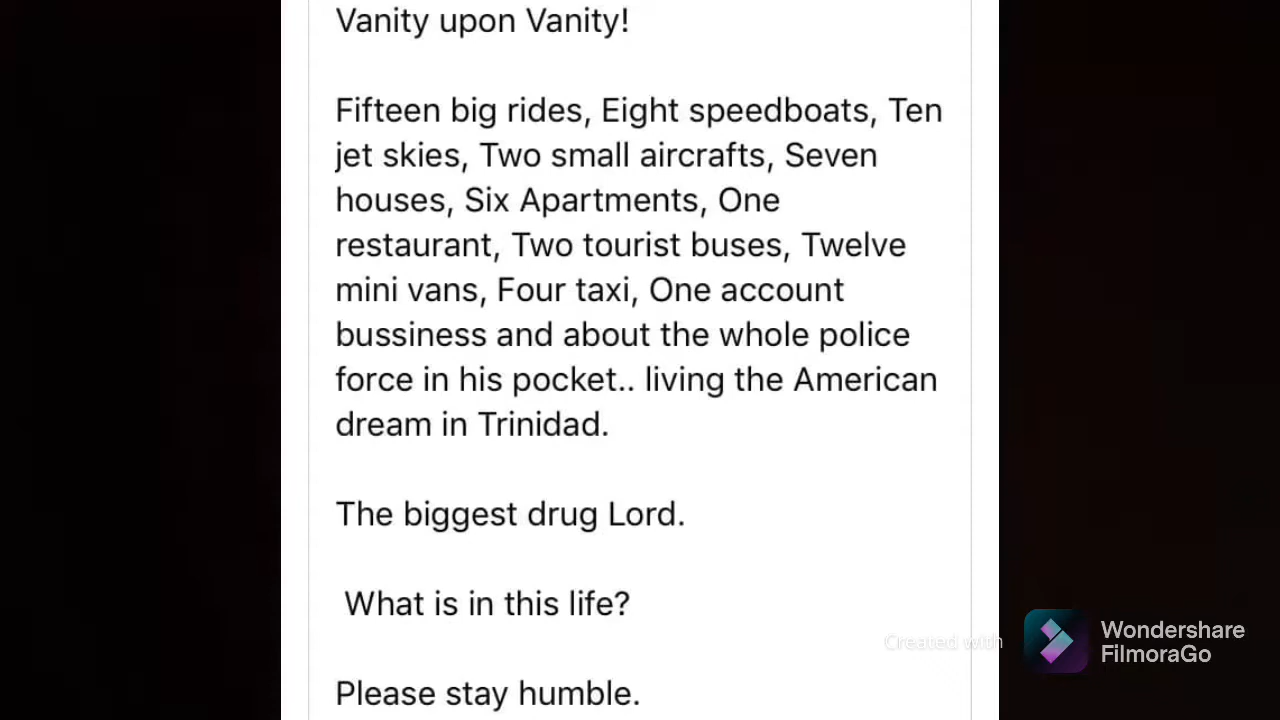 Vanity upon Vanity!
Fifteen big rides, Eight speedboats, Ten
jet skies, Two small aircrafts, Seven
houses, Six Apartments, One
restaurant, Two tourist buses, Twelve
mini vans, Four taxi, One account
bussiness and about the whole police
force in his pocket.. living the American
dream in Trinidad.
The biggest drug Lord.
What is in this life?
Please stay humble.
Created with
Wondershare
FilmoraGo